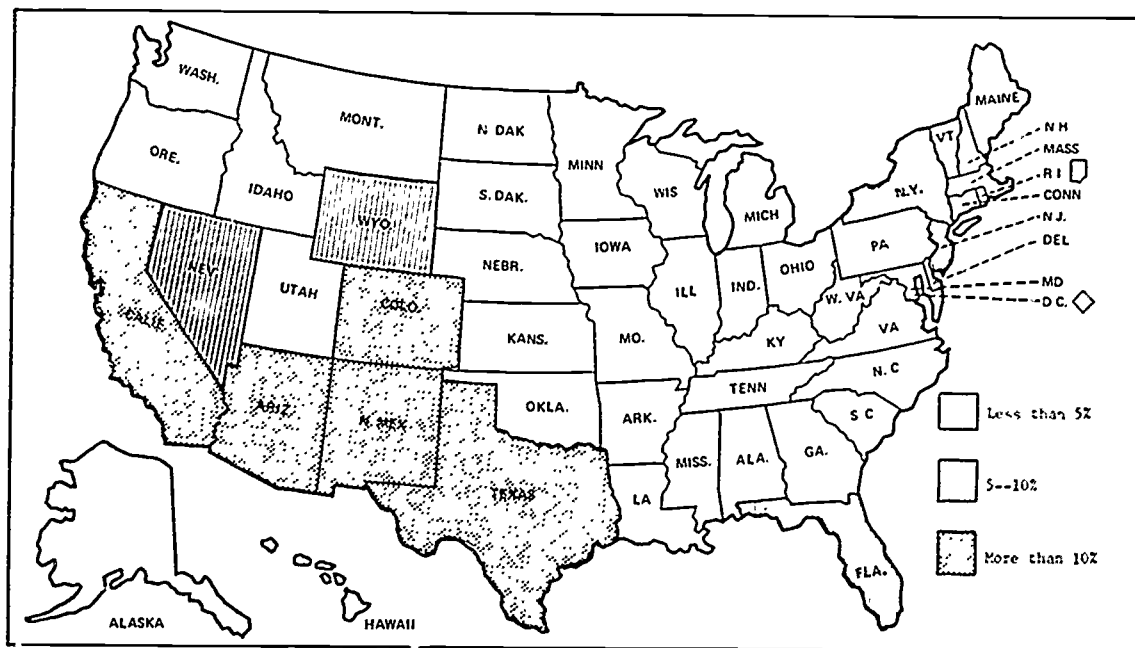 WASH.
MONT.
N. DAK
MINN
ORE.
IDAHO
WYO.
S. DAK.
WIS
MICH
N.Y.
VT
MAINE
N H
MASS
R I
CONN
N J.
DEL
MD
D C.
NEV.
UTAH
COLO.
NEBR.
IOWA
ILL
IND.
OHIO
PA
W. VA
VA
CALIF.
KANS.
MO.
KY
ARIZ.
N. MEX.
OKLA.
ARK.
TENN
N. C
S C
TEXAS
LA
MISS.
ALA.
GA.
FLA.
Less than 5%
5--10%
More than 10%
ALASKA
HAWAII